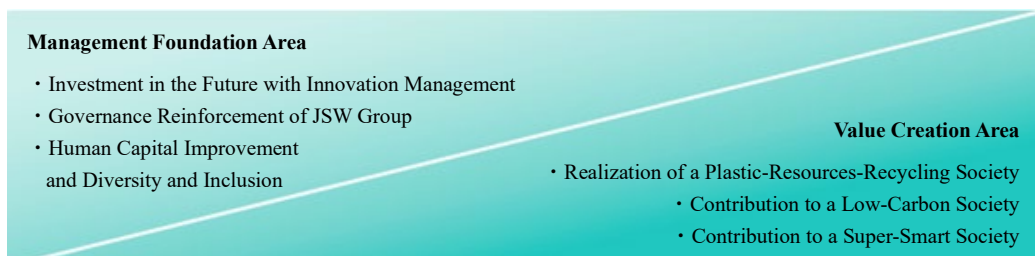 Management Foundation Area
・Investment in the Future with Innovation Management
・Governance Reinforcement of JSW Group
・Human Capital Improvement
and Diversity and Inclusion
Value Creation Area
・Realization of a Plastic-Resources-Recycling Society
・Contribution to a Low-Carbon Society
・Contribution to a Super-Smart Society